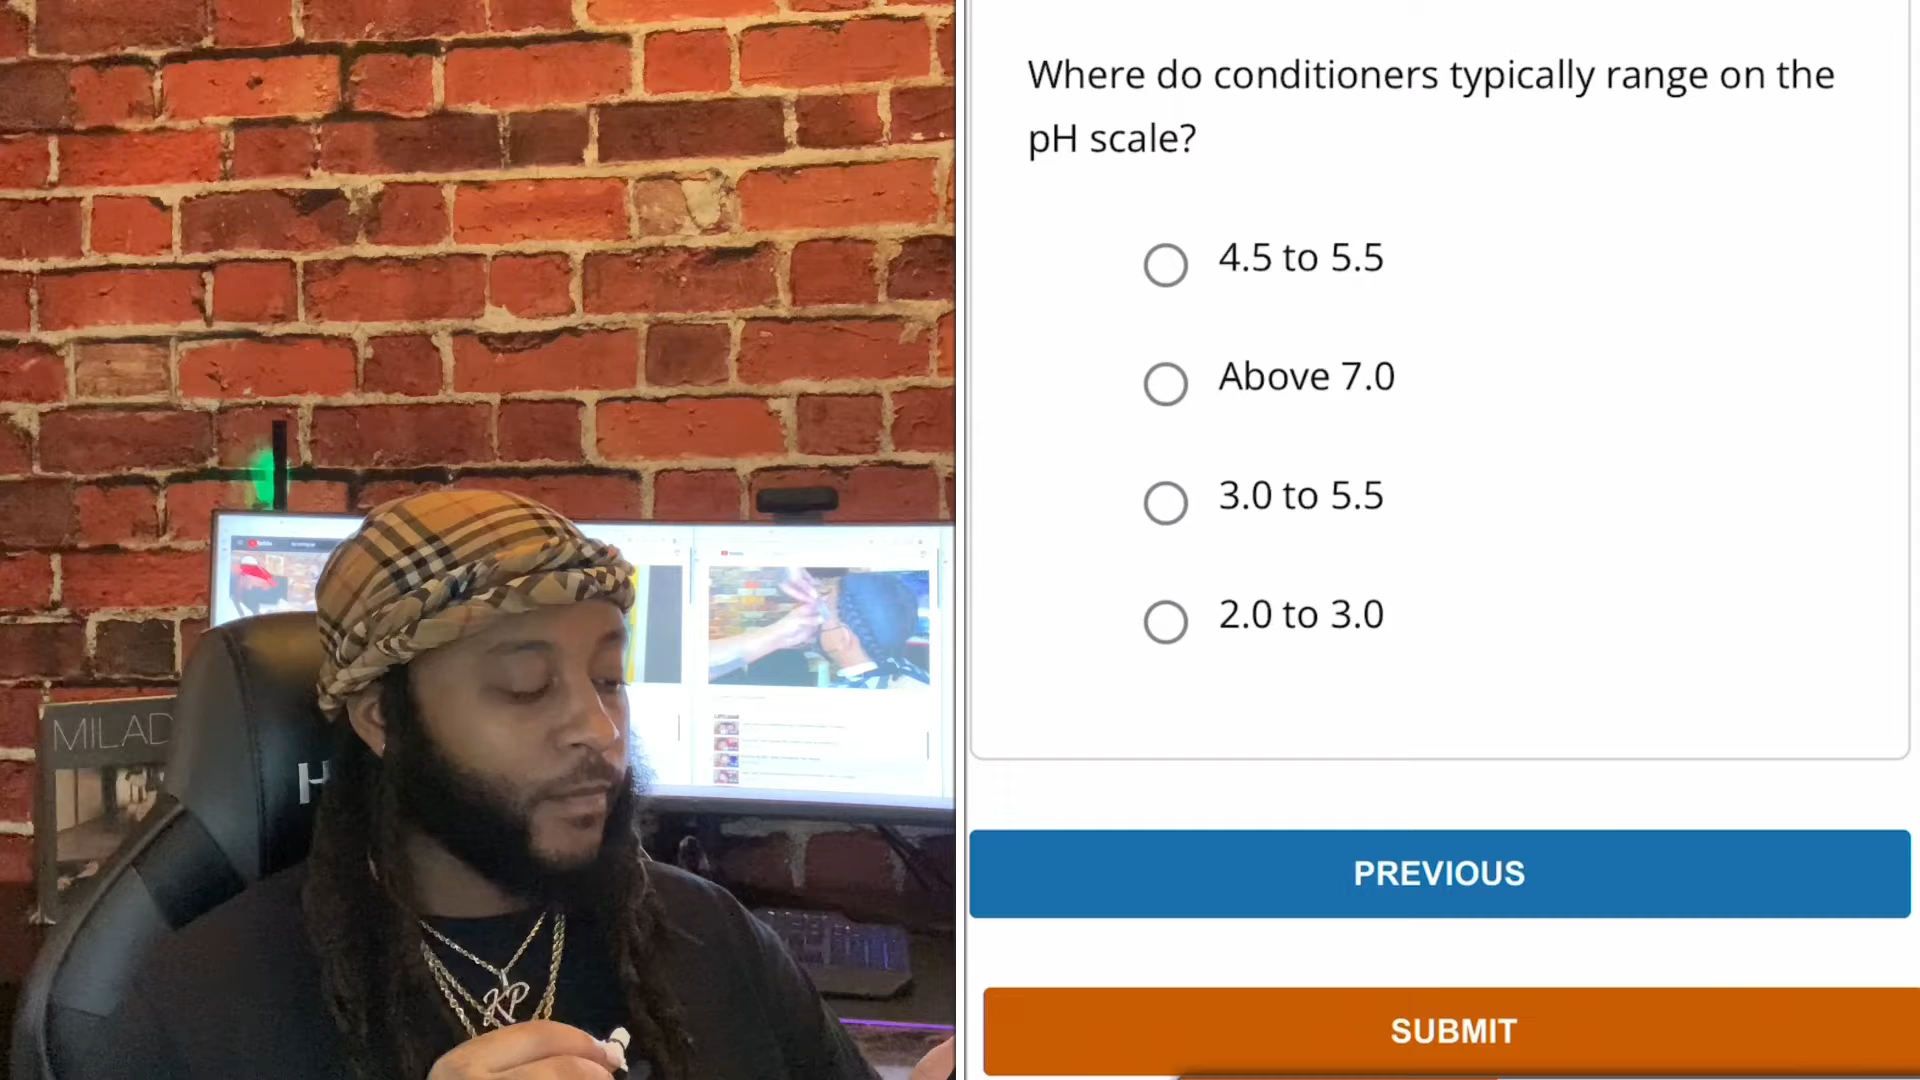 Where do conditioners typically range on the
pH scale?
4.5 to 5.5
Above 7.0
3.0 to 5.5
2.0 to 3.0
PREVIOUS
SUBMIT
MILAD
H
KP